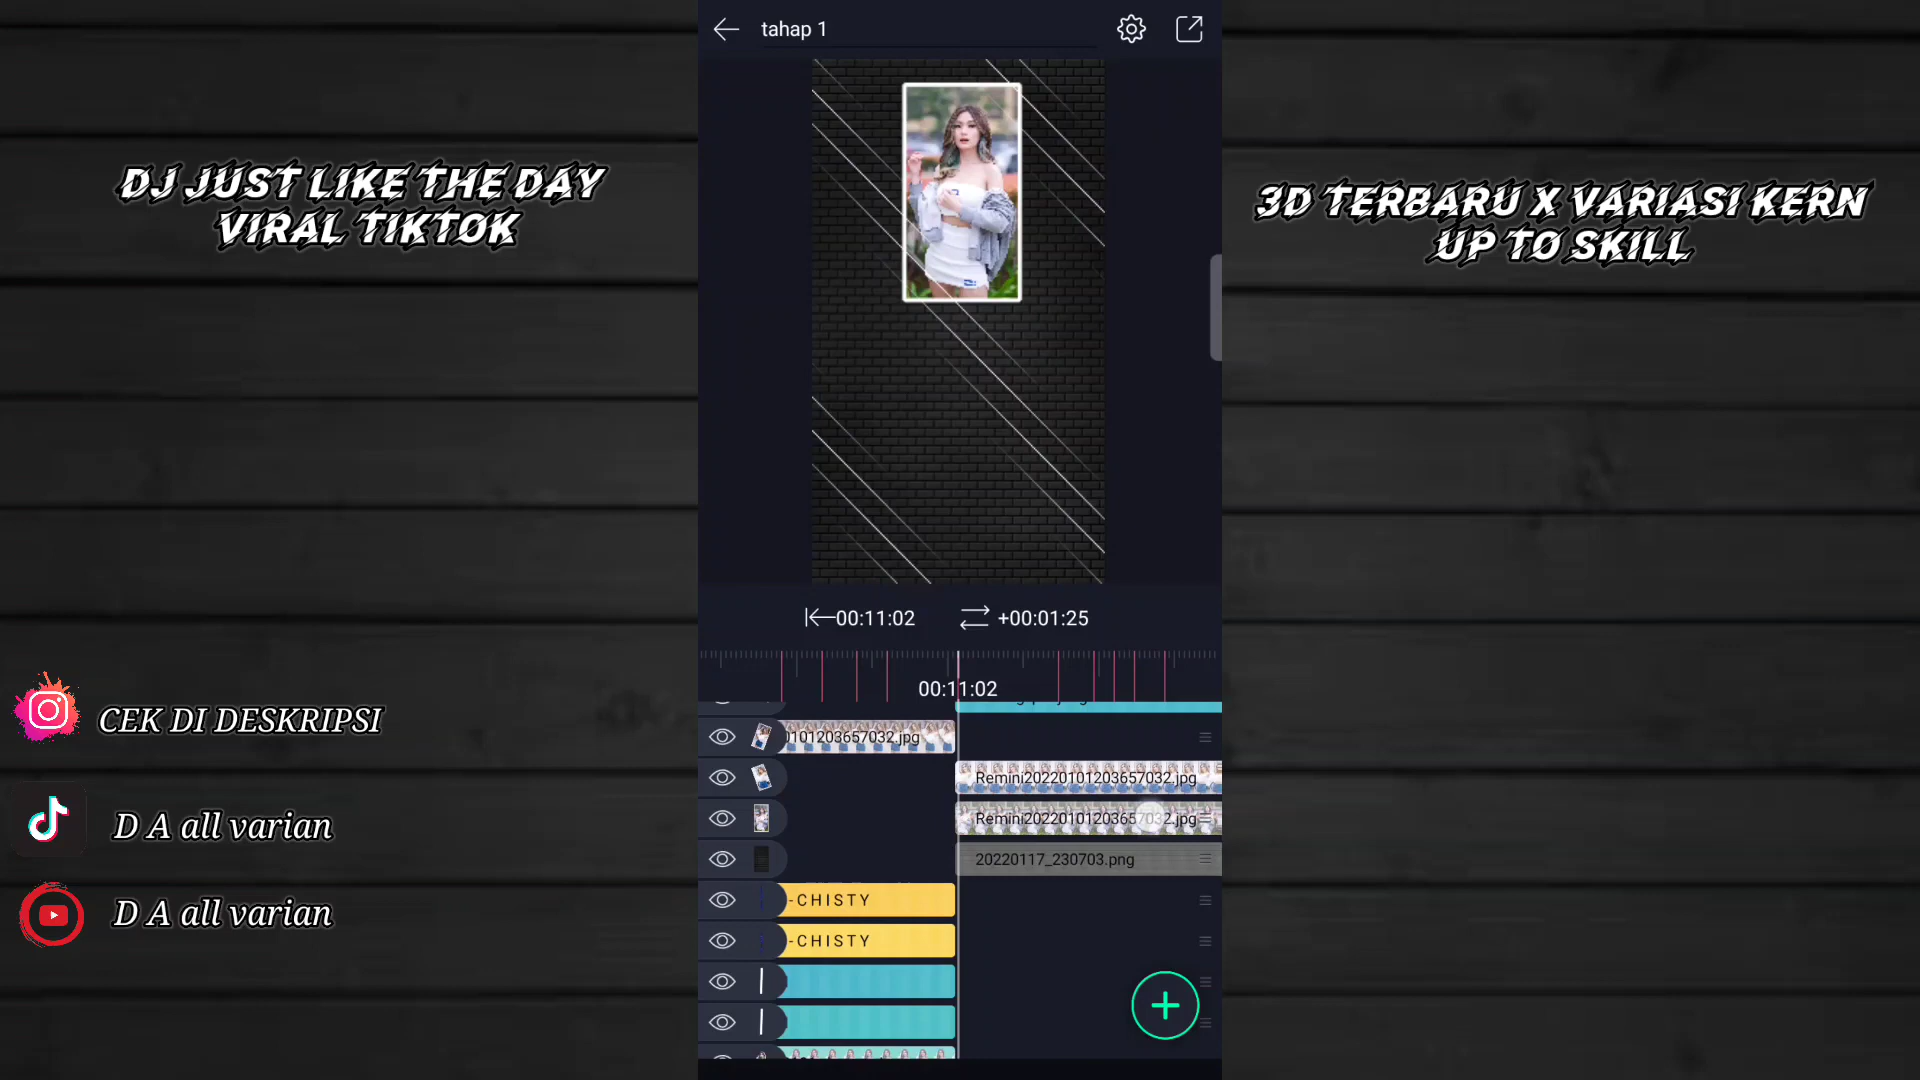 tahap 1
DJ JUST LIKE THE DAY
VIRAL TIKTOK
3D TERBARU X VARIASI KERN
UP TO SKILL
00:11:02
+00:01:25
00:11:02
0101203657032.jpg
Remini20220101203657032.jpg
Remini20220101203657032.jpg
20220117_230703.png
-CHISTY
-CHISTY
CEK DI DESKRIPSI
D A all varian
D A all varian